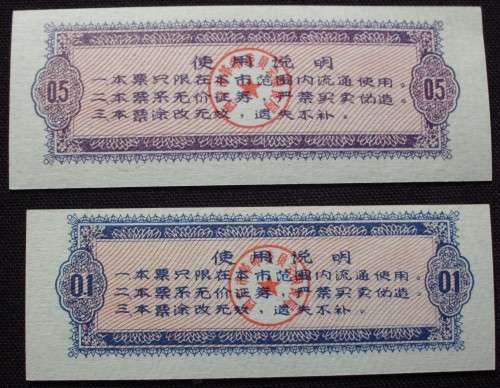 使用说明
05 05
一本票只限在本市范围内流通使用。
二本票系无价证券，严禁买卖伪造。
三本票涂改无效，遗失不补。
使用说明
一本票只限在本市范围内流通使用。
01 01
二本票系无价证券，严禁买卖伪造。
三本票涂改无效，遗失不补。